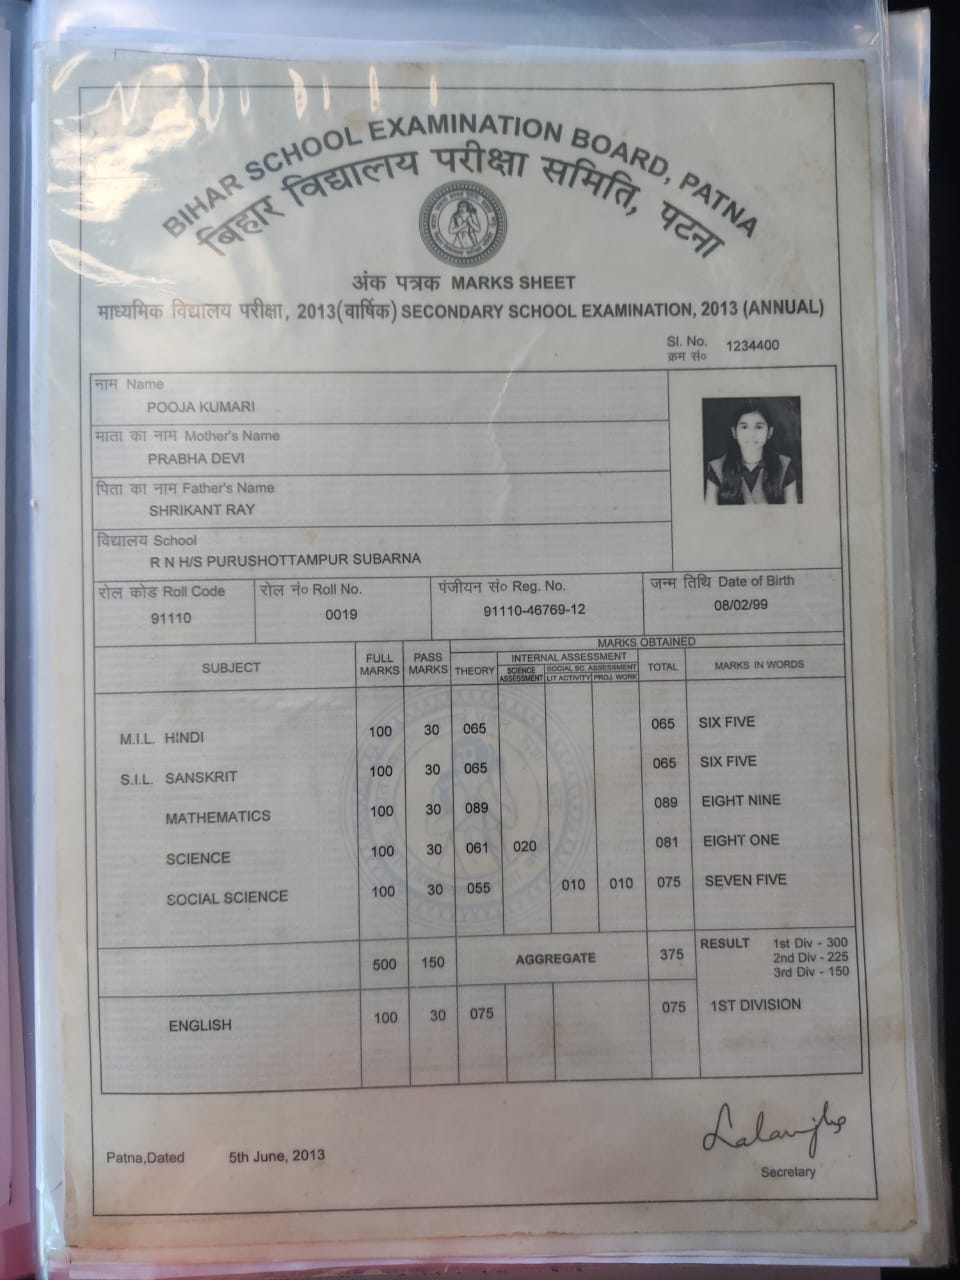 BIHAR SCHOOL EXAMINATION BOARD, PATNA
बिहार विद्यालय परीक्षा समिति, पटना
अंक पत्रक MARKS SHEET
माध्यमिक विद्यालय परीक्षा, 2013(वार्षिक) SECONDARY SCHOOL EXAMINATION, 2013 (ANNUAL)
Sl. No. 1234400
क्रम सं०
नाम Name
POOJA KUMARI
माता का नाम Mother's Name
PRABHA DEVI
पिता का नाम Father's Name
SHRIKANT RAY
विद्यालय School
R N H/S PURUSHOTTAMPUR SUBARNA
रोल कोड Roll Code रोल नं० Roll No. पंजीयन सं० Reg. No. जन्म तिथि Date of Birth
91110 0019 91110-46769-12 08/02/99
MARKS OBTAINED
SUBJECT FULL MARKS PASS MARKS THEORY INTERNAL ASSESSMENT TOTAL MARKS IN WORDS
SCIENCE ASSESSMENT SOCIAL SC. ASSESSMENT
LIT ACTIVITY PROJ. WORK
M.I.L. HINDI 100 30 065 065 SIX FIVE
S.I.L. SANSKRIT 100 30 065 065 SIX FIVE
MATHEMATICS 100 30 089 089 EIGHT NINE
SCIENCE 100 30 061 020 081 EIGHT ONE
SOCIAL SCIENCE 100 30 055 010 010 075 SEVEN FIVE
500 150 AGGREGATE 375 RESULT 1st Div - 300
2nd Div - 225
3rd Div - 150
ENGLISH 100 30 075 075 1ST DIVISION
Patna,Dated 5th June, 2013
Secretary